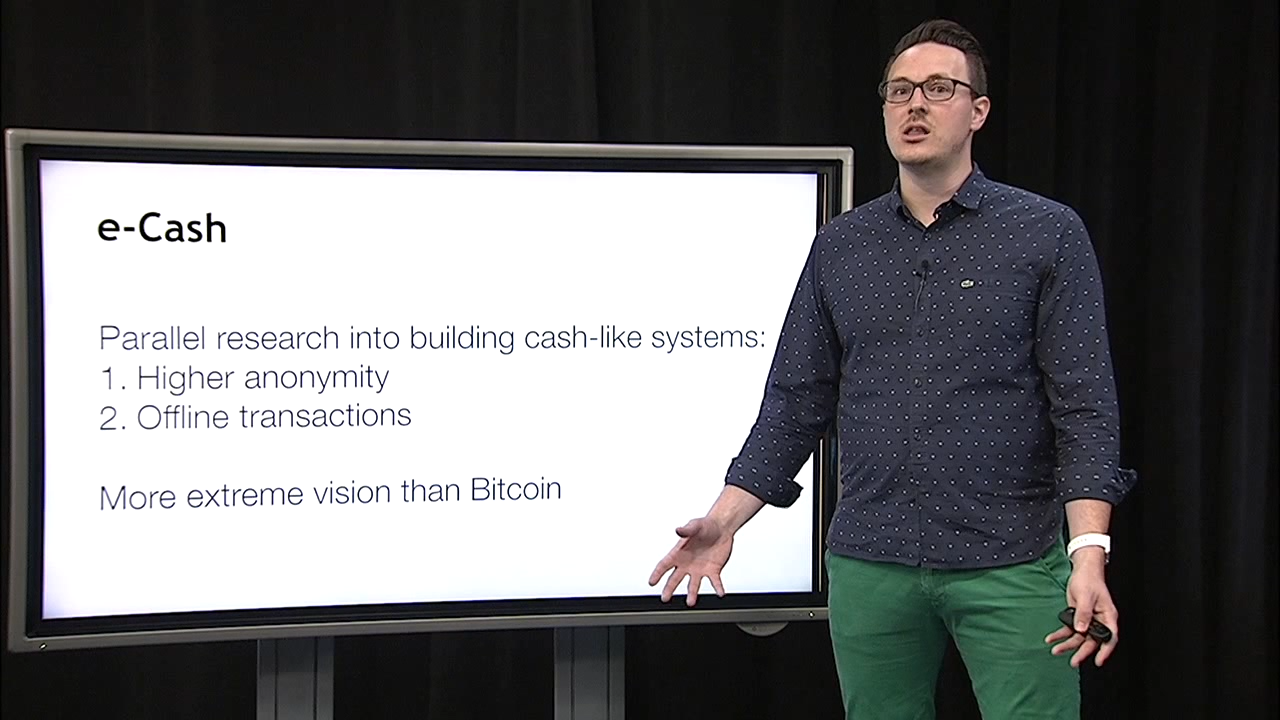 e-Cash
Parallel research into building cash-like systems:
1. Higher anonymity
2. Offline transactions
More extreme vision than Bitcoin